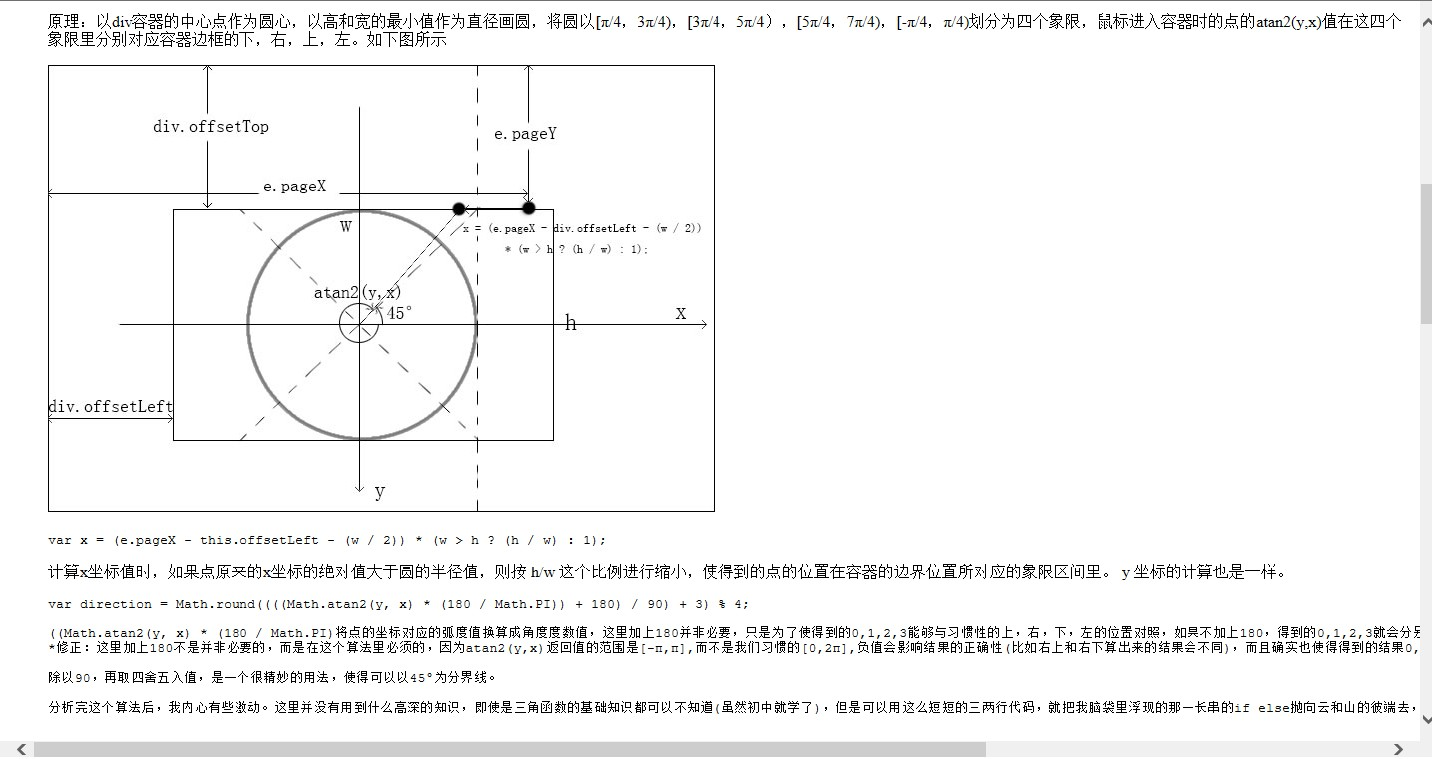 原理：以div容器的中心点作为圆心，以高和宽的最小值作为直径画圆，将圆以[π/4，3π/4)，[3π/4，5π/4），[5π/4，7π/4)，[-π/4，π/4)划分为四个象限，鼠标进入容器时的点的atan2(y,x)值在这四个
象限里分别对应容器边框的下，右，上，左。如下图所示
div.offsetTop
e.pageY
e.pageX
W
x = (e.pageX - div.offsetLeft - (w / 2))
* (w > h ? (h / w) : 1);
atan2(y,x)
45°
X
h
div.offsetLeft
y
var x = (e.pageX - this.offsetLeft - (w / 2)) * (w > h ? (h / w) : 1);
计算x坐标值时，如果点原来的x坐标的绝对值大于圆的半径值，则按 h/w 这个比例进行缩小，使得到的点的位置在容器的边界位置所对应的象限区间里。 y 坐标的计算也是一样。
var direction = Math.round((((Math.atan2(y, x) * (180 / Math.PI)) + 180) / 90) + 3) % 4;
((Math.atan2(y, x) * (180 / Math.PI)将点的坐标对应的弧度值换算成角度度数值，这里加上180并非必要，只是为了使得到的0,1,2,3能够与习惯性的上，右，下，左的位置对照，如果不加上180，得到的0,1,2,3就会分别
*修正：这里加上180不是并非必要的，而是在这个算法里必须的，因为atan2(y,x)返回值的范围是[-π,π],而不是我们习惯的[0,2π],负值会影响结果的正确性(比如右上和右下算出来的结果会不同)，而且确实也使得得到的结果0,
除以90，再取四舍五入值，是一个很精妙的用法，使得可以以45°为分界线。
分析完这个算法后，我内心有些激动。这里并没有用到什么高深的知识，即使是三角函数的基础知识都可以不知道(虽然初中就学了)，但是可以用这么短短的三两行代码，就把我脑袋里浮现的那一长串的if else抛向云和山的彼端去，